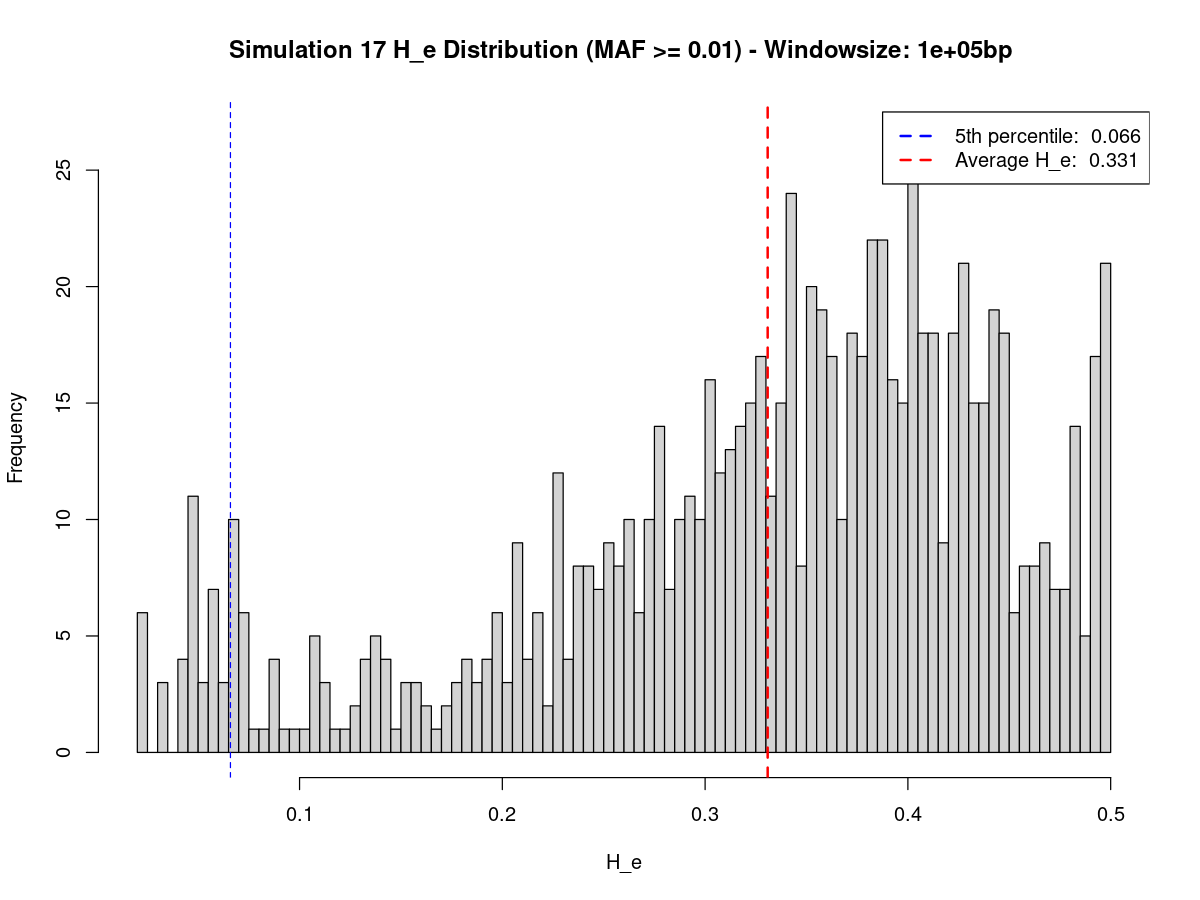 Simulation 17 H_e Distribution (MAF >= 0.01) - Windowsize: 1e+05bp
5th percentile:  0.066
Average H_e:  0.331
Frequency
25
20
15
10
5
0
0.1 0.2 0.3 0.4 0.5
H_e